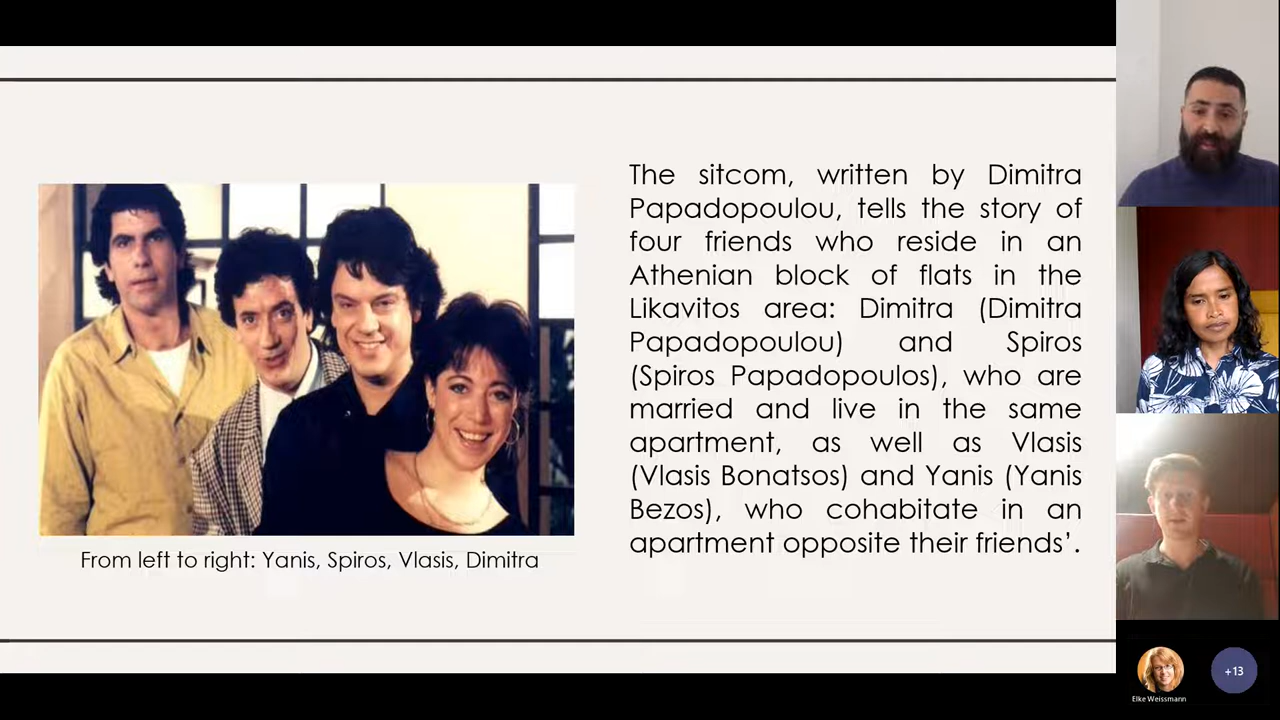 The sitcom, written by Dimitra
Papadopoulou, tells the story of
four friends who reside in an
Athenian block of flats in the
Likavitos area: Dimitra (Dimitra
Papadopoulou) and Spiros
(Spiros Papadopoulos), who are
married and live in the same
apartment, as well as Vlasis
(Vlasis Bonatsos) and Yanis (Yanis
Bezos), who cohabitate in an
apartment opposite their friends’.
From left to right: Yanis, Spiros, Vlasis, Dimitra
Elke Weissmann
+13